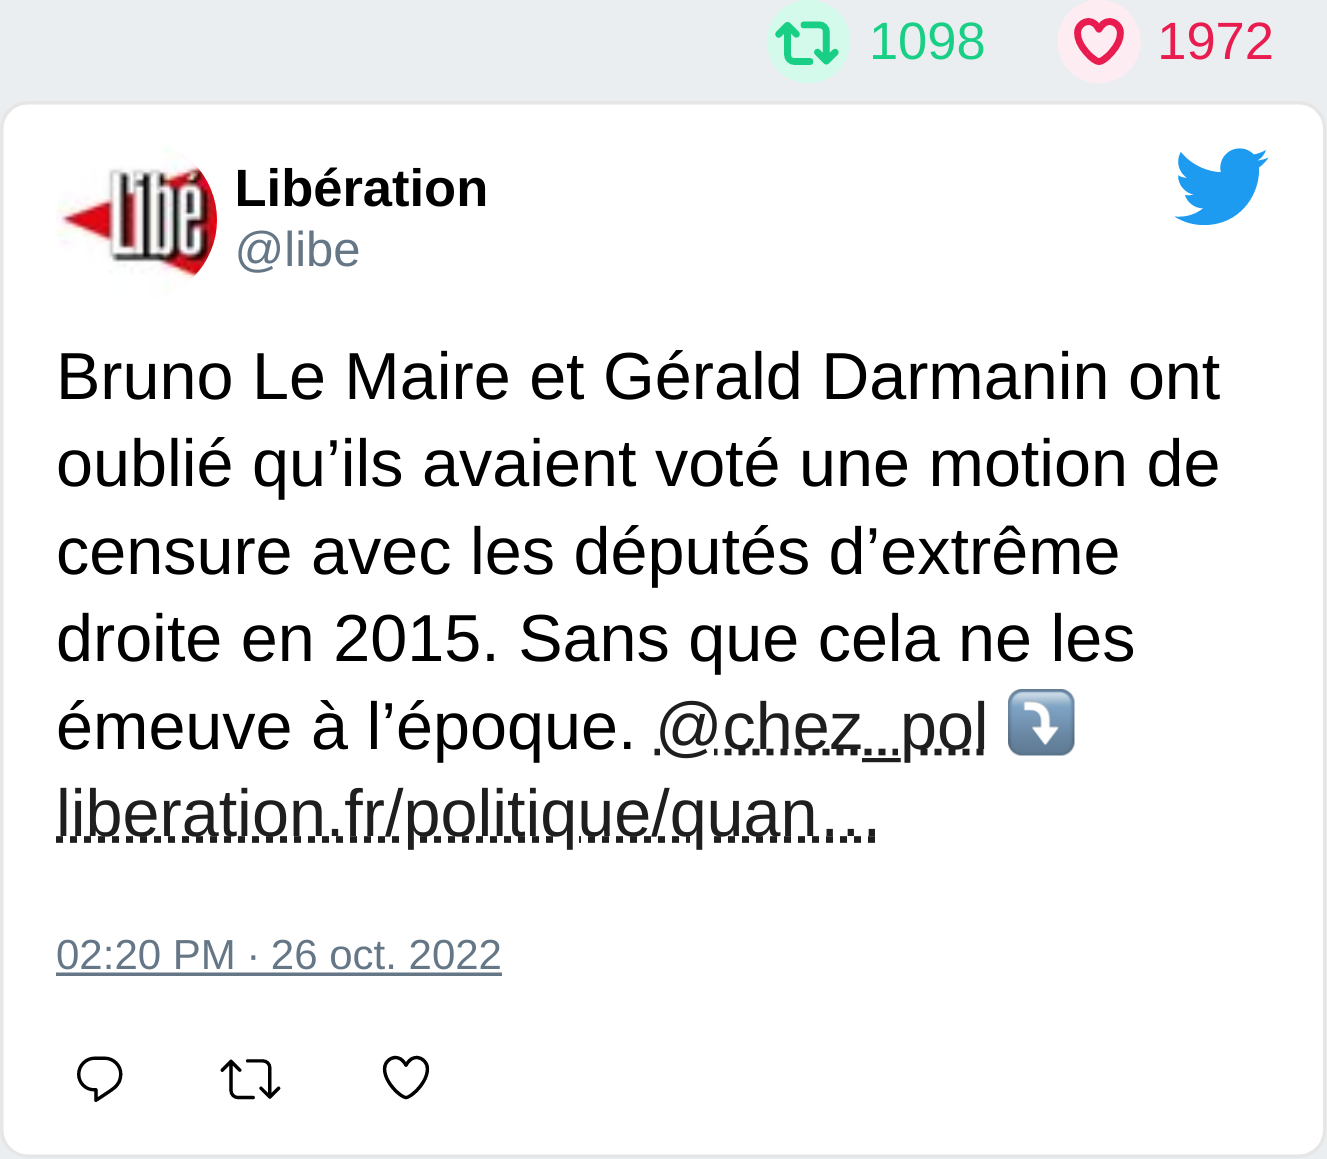 1098 1972
Libé
Libération
@libe
Bruno Le Maire et Gérald Darmanin ont
oublié qu’ils avaient voté une motion de
censure avec les députés d’extrême
droite en 2015. Sans que cela ne les
émeuve à l’époque. @chez_pol ⤵️
liberation.fr/politique/quan…
02:20 PM · 26 oct. 2022